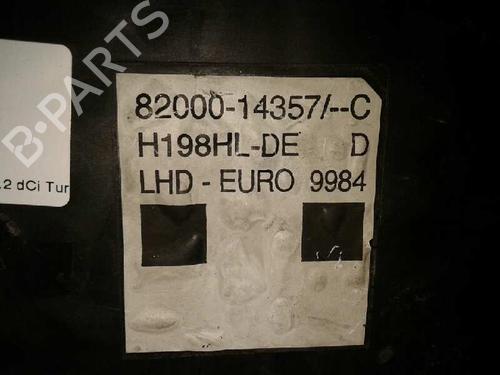 B-PARTS
82000-14357/--C
H198HL-DE D
LHD - EURO 9984
.2 dCi Tur